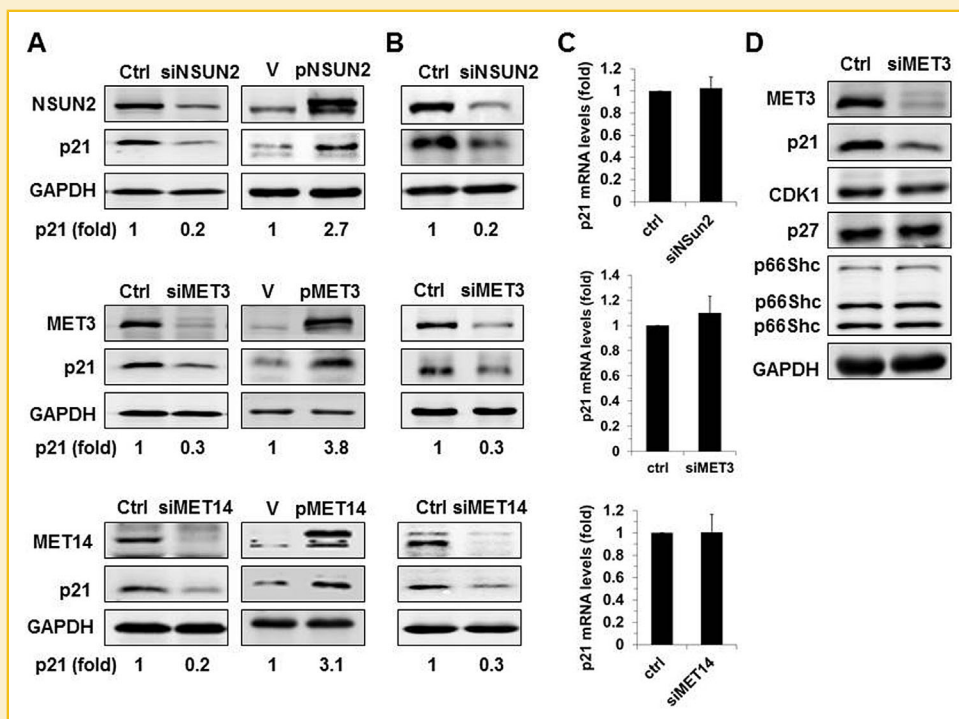 A
B
C
D
Ctrl siNSUN2
V pNSUN2
NSUN2
p21
GAPDH
p21 (fold) 1 0.2 1 2.7
Ctrl siNSUN2
1 0.2
p21 mRNA levels (fold)
1.2
1
0.8
0.6
0.4
0.2
0
ctrl
siNSun2
Ctrl siMET3
MET3
p21
CDK1
p27
p66Shc
p66Shc
p66Shc
GAPDH
Ctrl siMET3
V pMET3
MET3
p21
GAPDH
p21 (fold) 1 0.3 1 3.8
Ctrl siMET3
1 0.3
p21 mRNA levels (fold)
1.4
1.2
1
0.8
0.6
0.4
0.2
0
ctrl siMET3
Ctrl siMET14
V pMET14
MET14
p21
GAPDH
p21 (fold) 1 0.2 1 3.1
Ctrl siMET14
1 0.3
p21 mRNA levels (fold)
1.2
1
0.8
0.6
0.4
0.2
0
ctrl
siMET14